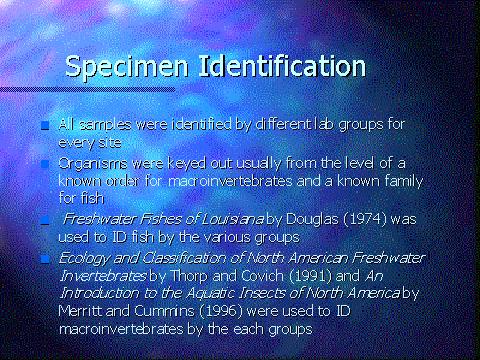 Specimen Identification
All samples were identified by different lab groups for
every site
Organisms were keyed out usually from the level of a
known order for macroinvertebrates and a known family
for fish
Freshwater Fishes of Louisiana by Douglas (1974) was
used to ID fish by the various groups
Ecology and Classification of North American Freshwater
Invertebrates by Thorp and Covich (1991) and An
Introduction to the Aquatic Insects of North America by
Merritt and Cummins (1996) were used to ID
macroinvertebrates by the each groups